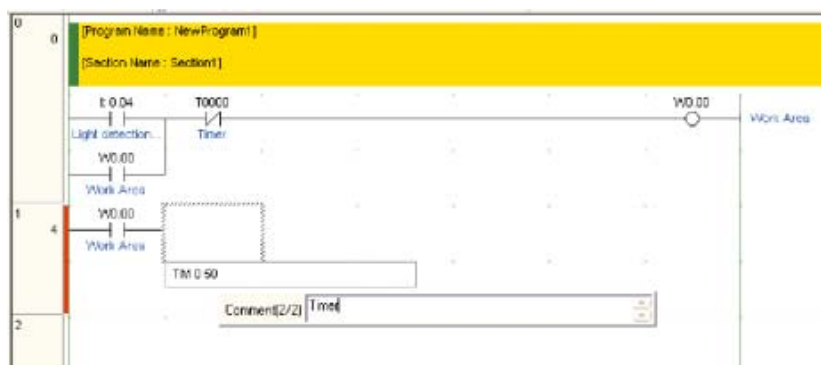 0
0
[Program Name : NewProgram1]
[Section Name : Section1]
I: 0.04 T0000 W0.00
Light detection... Timer Work Area
W0.00
Work Area
1
4
W0.00
Work Area
TIM 0 50
Comment(2/2) Timer
2